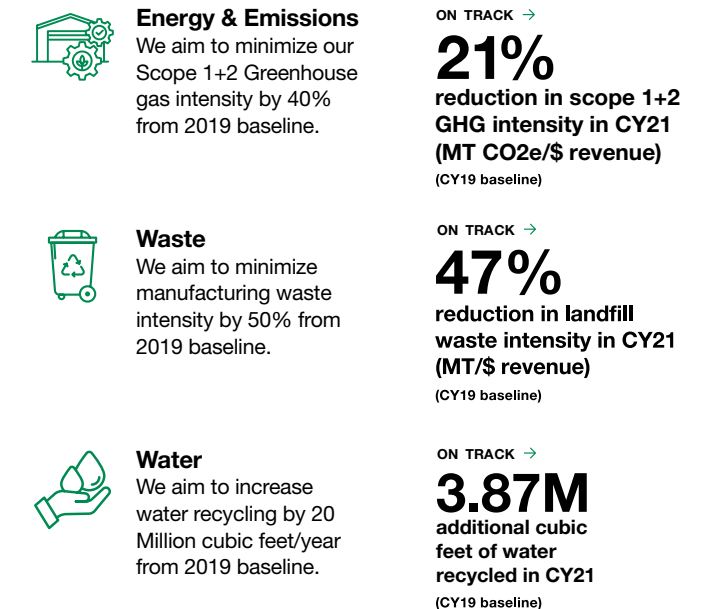 Energy & Emissions
We aim to minimize our
Scope 1+2 Greenhouse
gas intensity by 40%
from 2019 baseline.
ON TRACK →
21%
reduction in scope 1+2
GHG intensity in CY21
(MT CO2e/$ revenue)
(CY19 baseline)
Waste
We aim to minimize
manufacturing waste
intensity by 50% from
2019 baseline.
ON TRACK →
47%
reduction in landfill
waste intensity in CY21
(MT/$ revenue)
(CY19 baseline)
Water
We aim to increase
water recycling by 20
Million cubic feet/year
from 2019 baseline.
ON TRACK →
3.87M
additional cubic
feet of water
recycled in CY21
(CY19 baseline)